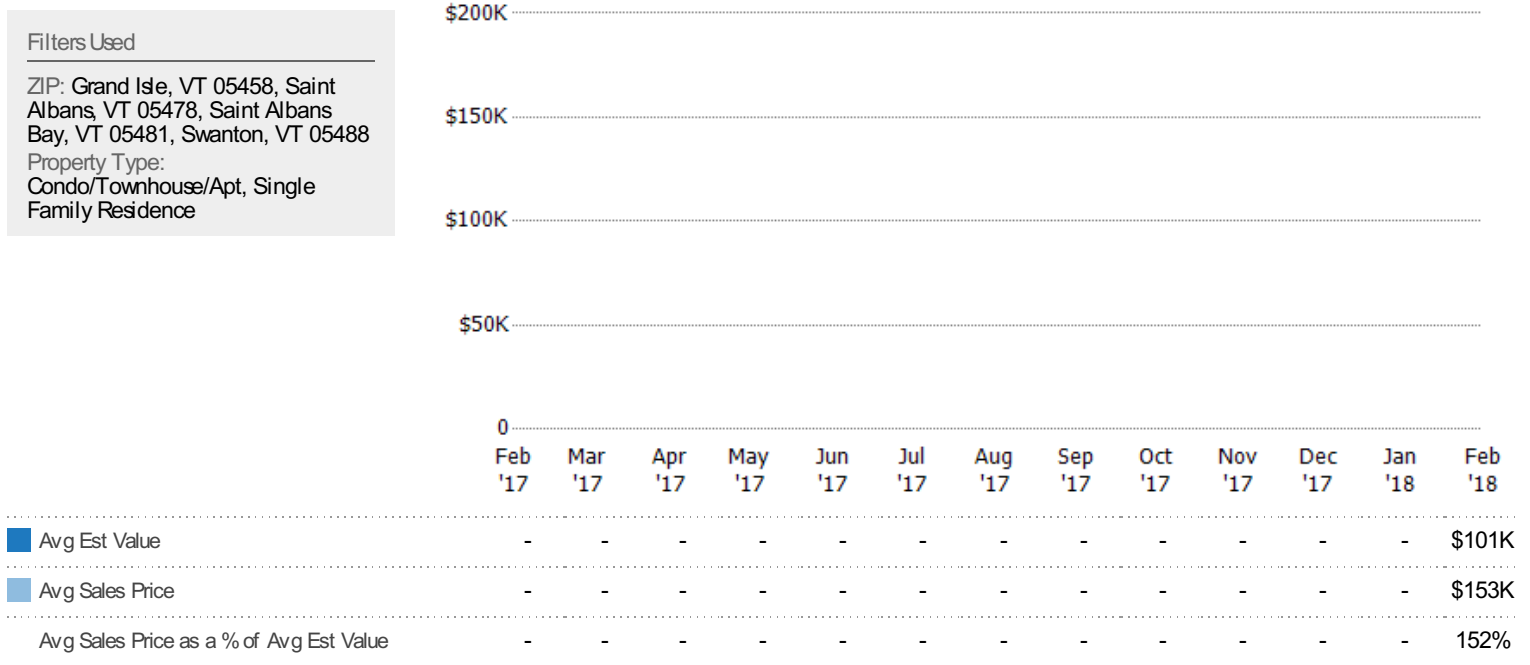 Filters Used
ZIP: Grand Isle, VT 05458, Saint
Albans, VT 05478, Saint Albans
Bay, VT 05481, Swanton, VT 05488
Property Type:
Condo/Townhouse/Apt, Single
Family Residence
$200K
$150K
$100K
$50K
0
Feb Mar Apr May Jun Jul Aug Sep Oct Nov Dec Jan Feb
'17 '17 '17 '17 '17 '17 '17 '17 '17 '17 '17 '18 '18
Avg Est Value - - - - - - - - - - - - $101K
Avg Sales Price - - - - - - - - - - - - $153K
Avg Sales Price as a % of Avg Est Value - - - - - - - - - - - - 152%